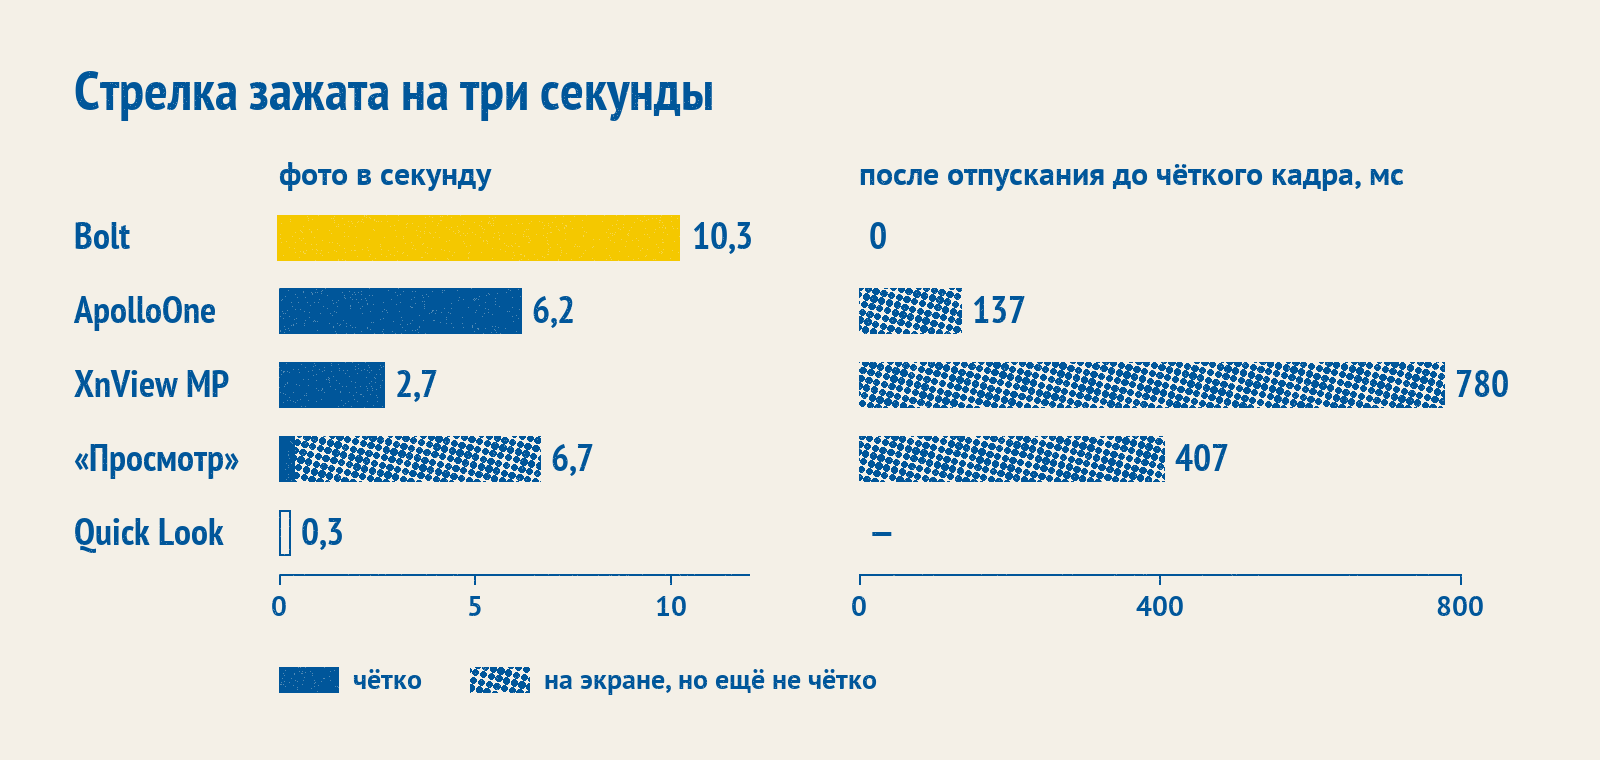 Стрелка зажата на три секунды
фото в секунду
после отпускания до чёткого кадра, мс
Bolt 10,3 0
ApolloOne 6,2 137
XnView MP 2,7 780
«Просмотр» 6,7 407
Quick Look 0,3 –
0 5 10 0 400 800
чётко на экране, но ещё не чётко